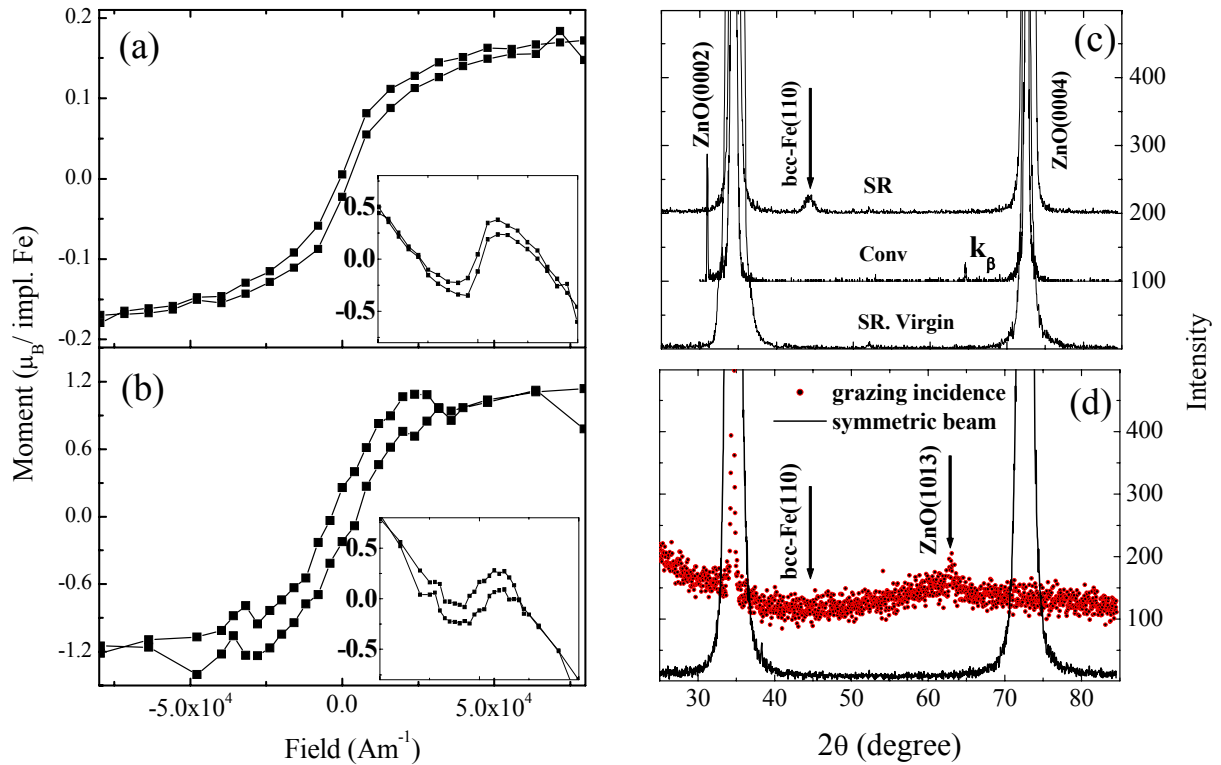 (a)
0.2
0.1
0.0
-0.1
-0.2
0.5
0.0
-0.5
(b)
1.2
0.6
0.0
-0.6
-1.2
0.5
0.0
-0.5
-5.0x10⁴
0.0
5.0x10⁴
Field (Am⁻¹)
Moment (μB/ impl. Fe)
(c)
ZnO(0002)
bcc-Fe(110)
ZnO(0004)
SR
Conv
kβ
SR. Virgin
400
300
200
100
(d)
grazing incidence
symmetric beam
bcc-Fe(110)
ZnO(1013)
400
300
200
100
30
40
50
60
70
80
2θ (degree)
Intensity